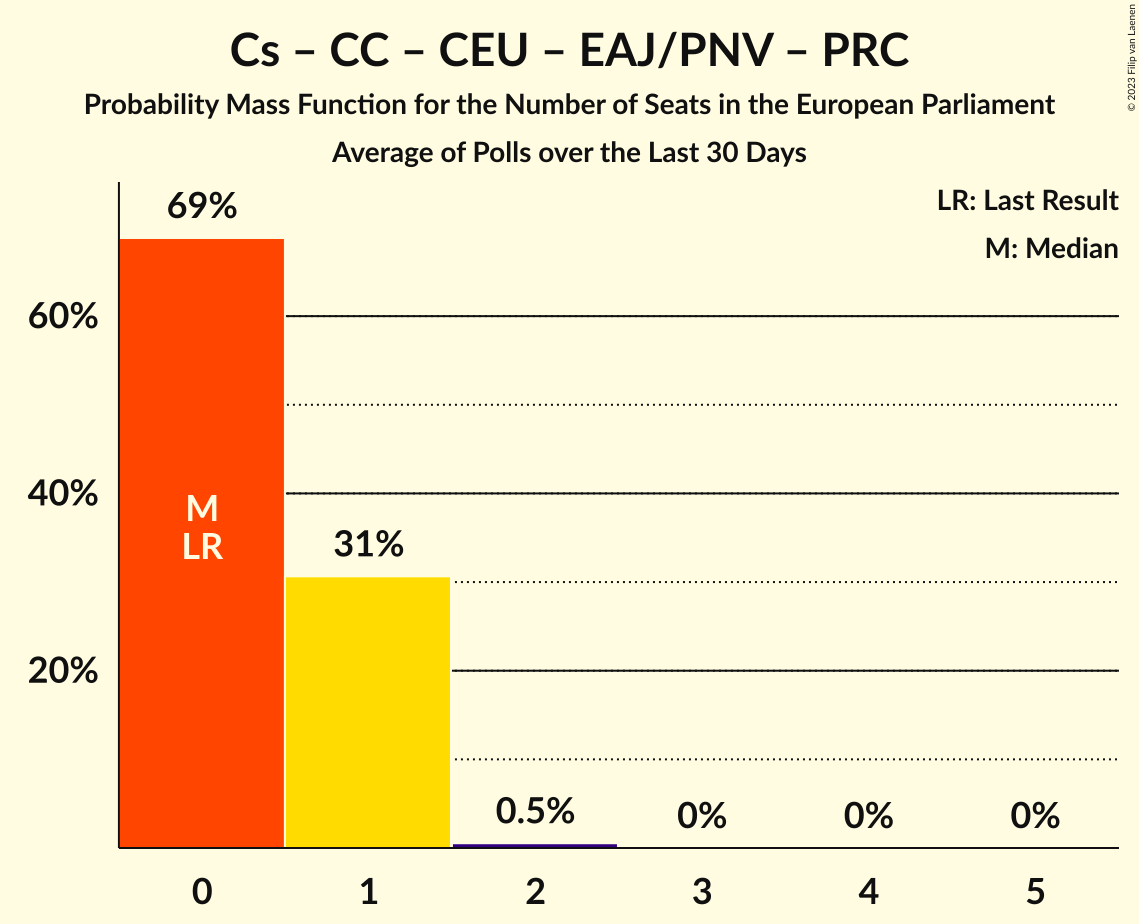 Cs – CC – CEU – EAJ/PNV – PRC
Probability Mass Function for the Number of Seats in the European Parliament
Average of Polls over the Last 30 Days
© 2023 Filip van Laenen
LR: Last Result
M: Median
69%
60%
40%
20%
M
LR
31%
0.5%
0%
0%
0%
0
1
2
3
4
5